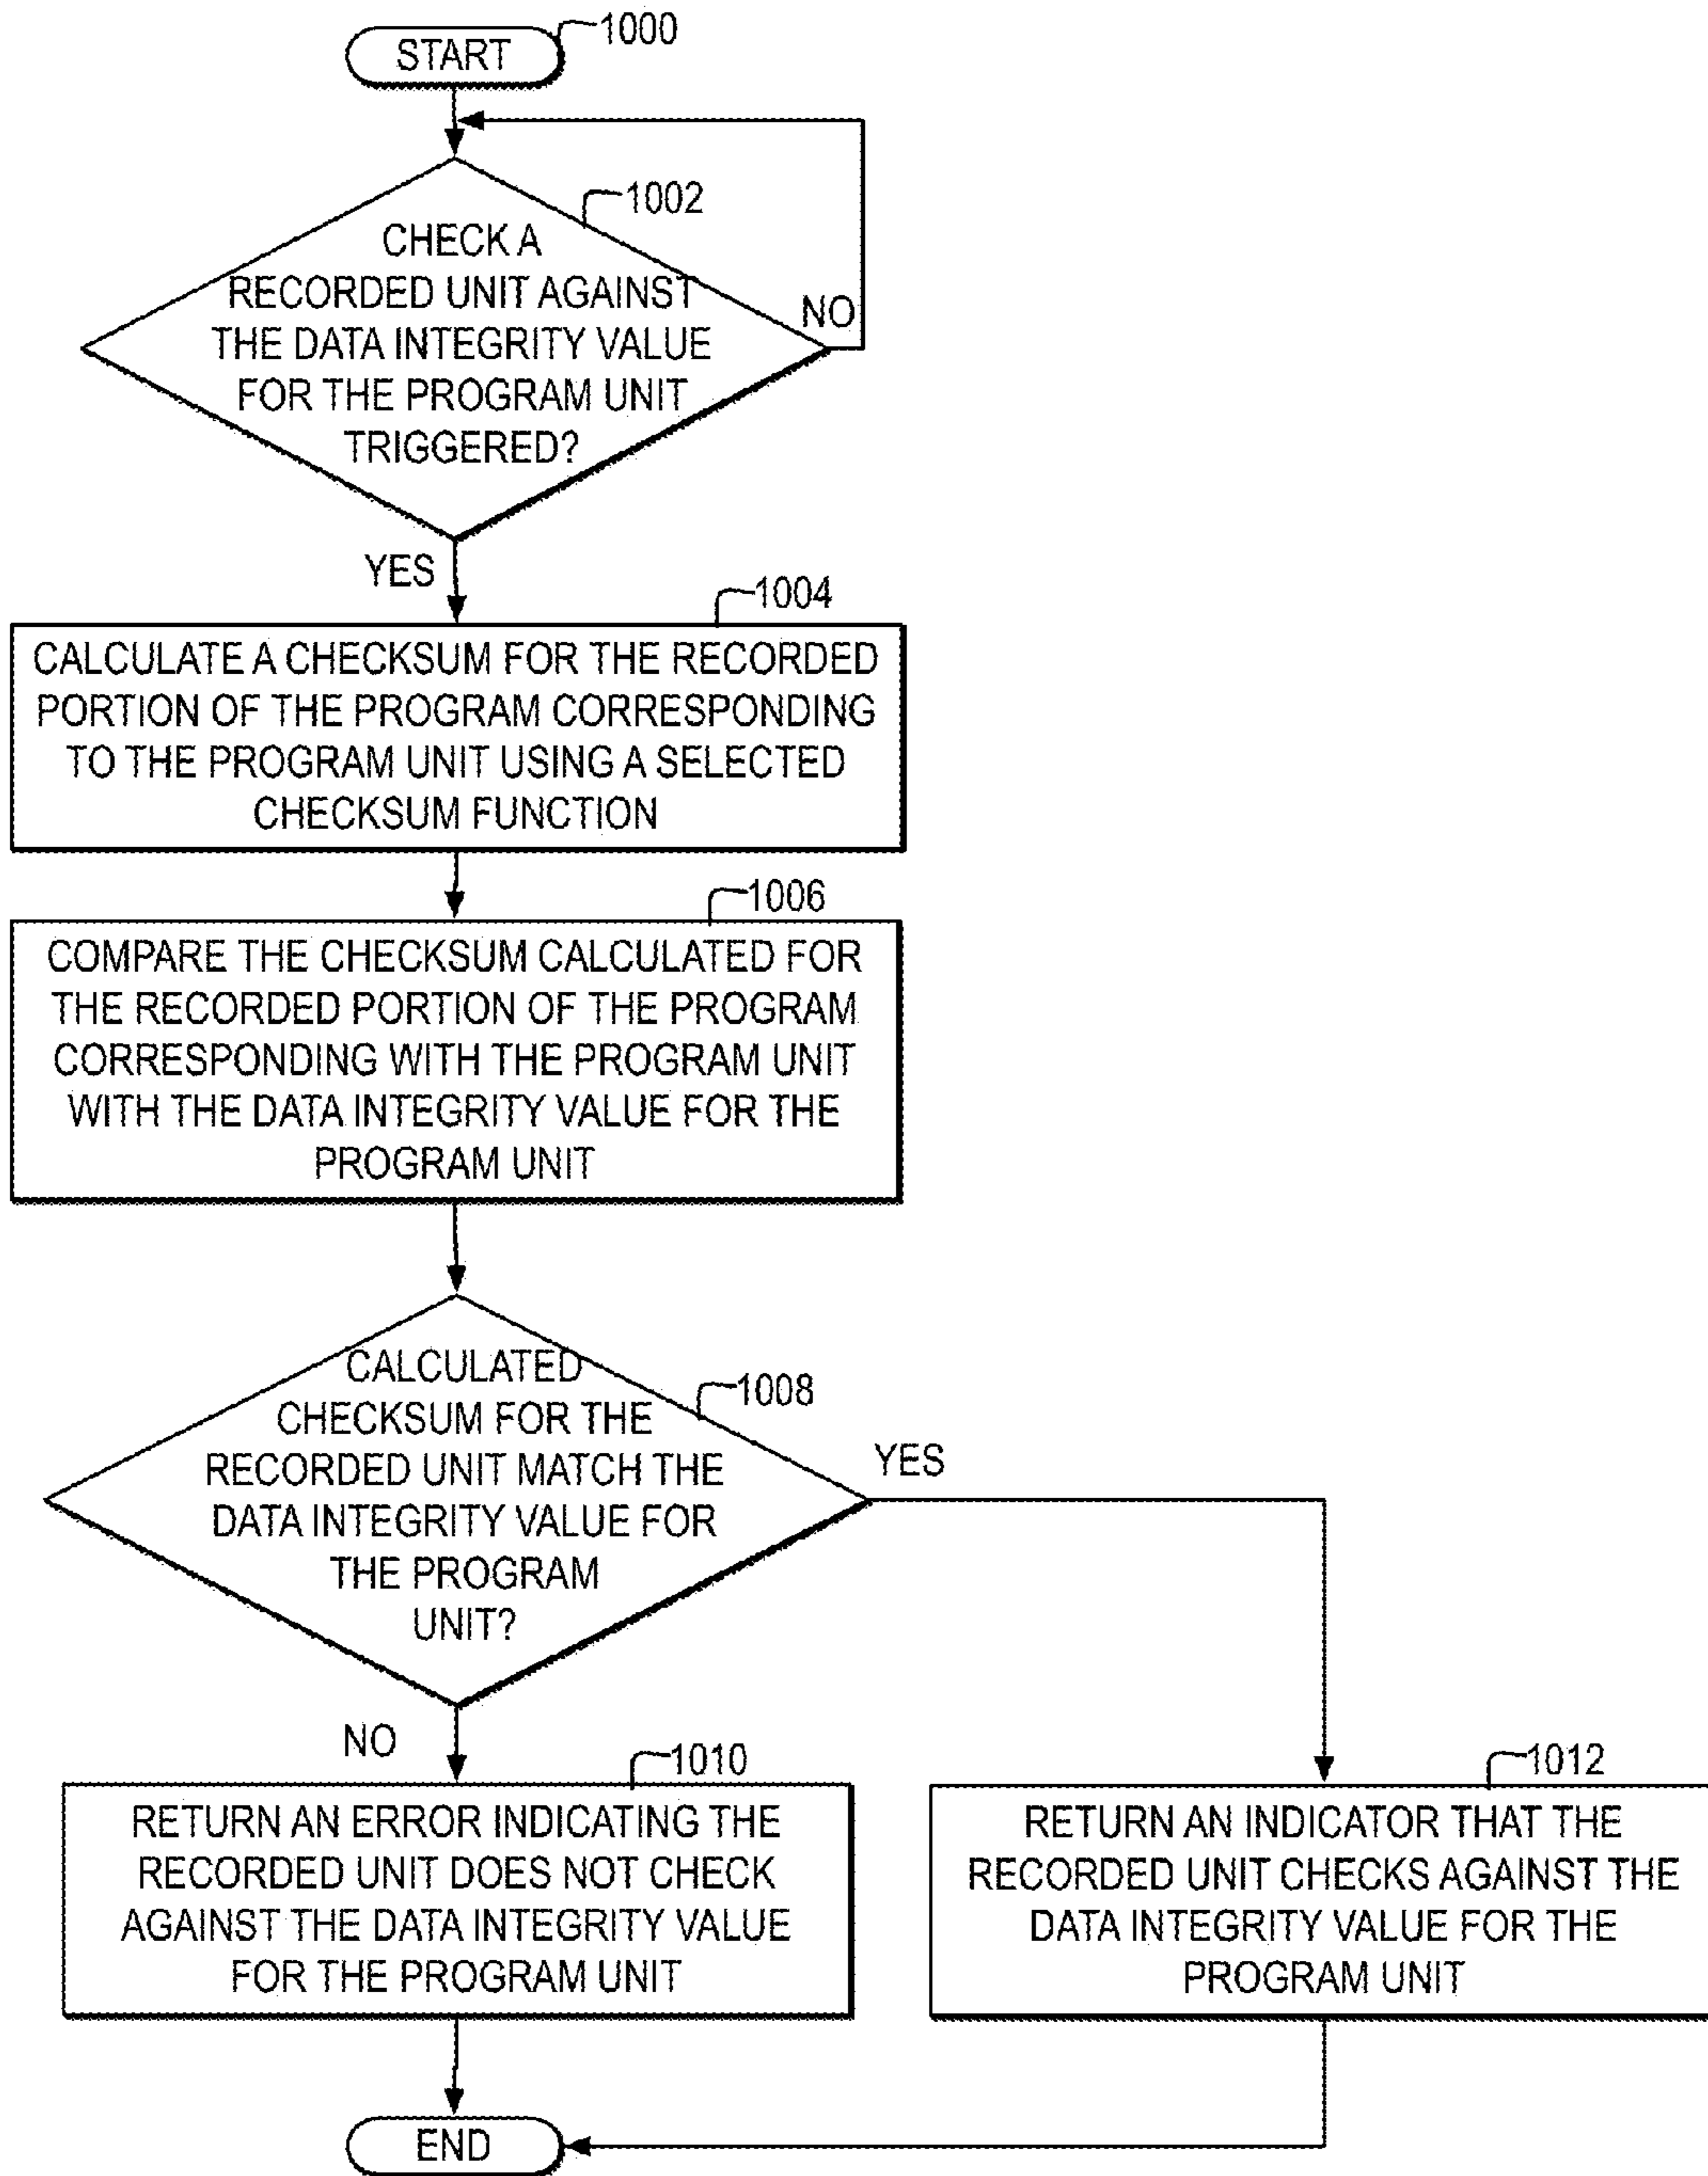 START
1000
1002
CHECK A
RECORDED UNIT AGAINST
THE DATA INTEGRITY VALUE
FOR THE PROGRAM UNIT
TRIGGERED?
NO
YES
1004
CALCULATE A CHECKSUM FOR THE RECORDED
PORTION OF THE PROGRAM CORRESPONDING
TO THE PROGRAM UNIT USING A SELECTED
CHECKSUM FUNCTION
1006
COMPARE THE CHECKSUM CALCULATED FOR
THE RECORDED PORTION OF THE PROGRAM
CORRESPONDING WITH THE PROGRAM UNIT
WITH THE DATA INTEGRITY VALUE FOR THE
PROGRAM UNIT
1008
CALCULATED
CHECKSUM FOR THE
RECORDED UNIT MATCH THE
DATA INTEGRITY VALUE FOR
THE PROGRAM
UNIT?
YES
NO
1010
RETURN AN ERROR INDICATING THE
RECORDED UNIT DOES NOT CHECK
AGAINST THE DATA INTEGRITY VALUE
FOR THE PROGRAM UNIT
1012
RETURN AN INDICATOR THAT THE
RECORDED UNIT CHECKS AGAINST THE
DATA INTEGRITY VALUE FOR THE
PROGRAM UNIT
END